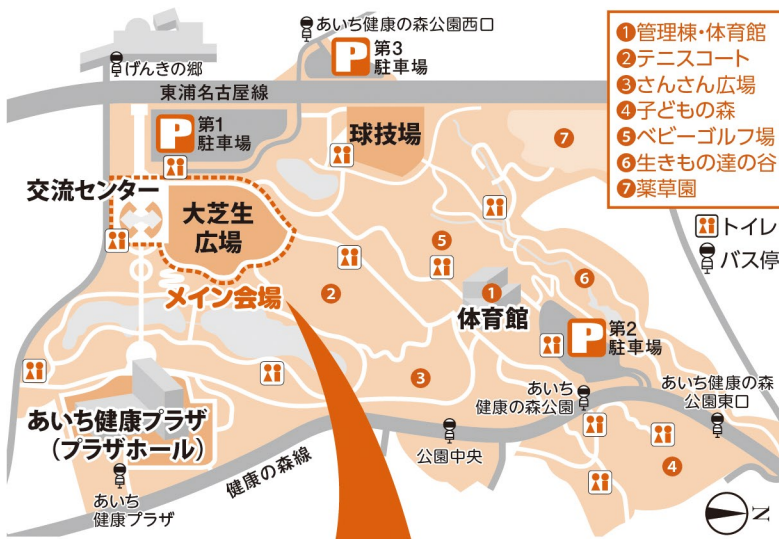 あいち健康の森公園西口
P 第3
駐車場
げんきの郷
東浦名古屋線
P 第1
駐車場
球技場
7
交流センター
大芝生
広場
メイン会場
5
2
1
体育館
6
P 第2
駐車場
3
あいち
健康の森公園
あいち健康の森
公園東口
あいち健康プラザ
(プラザホール)
公園中央
健康の森線
4
あいち
健康プラザ
N
1管理棟・体育館
2テニスコート
3さんさん広場
4子どもの森
5ベビーゴルフ場
6生きもの達の谷
7薬草園
トイレ
バス停